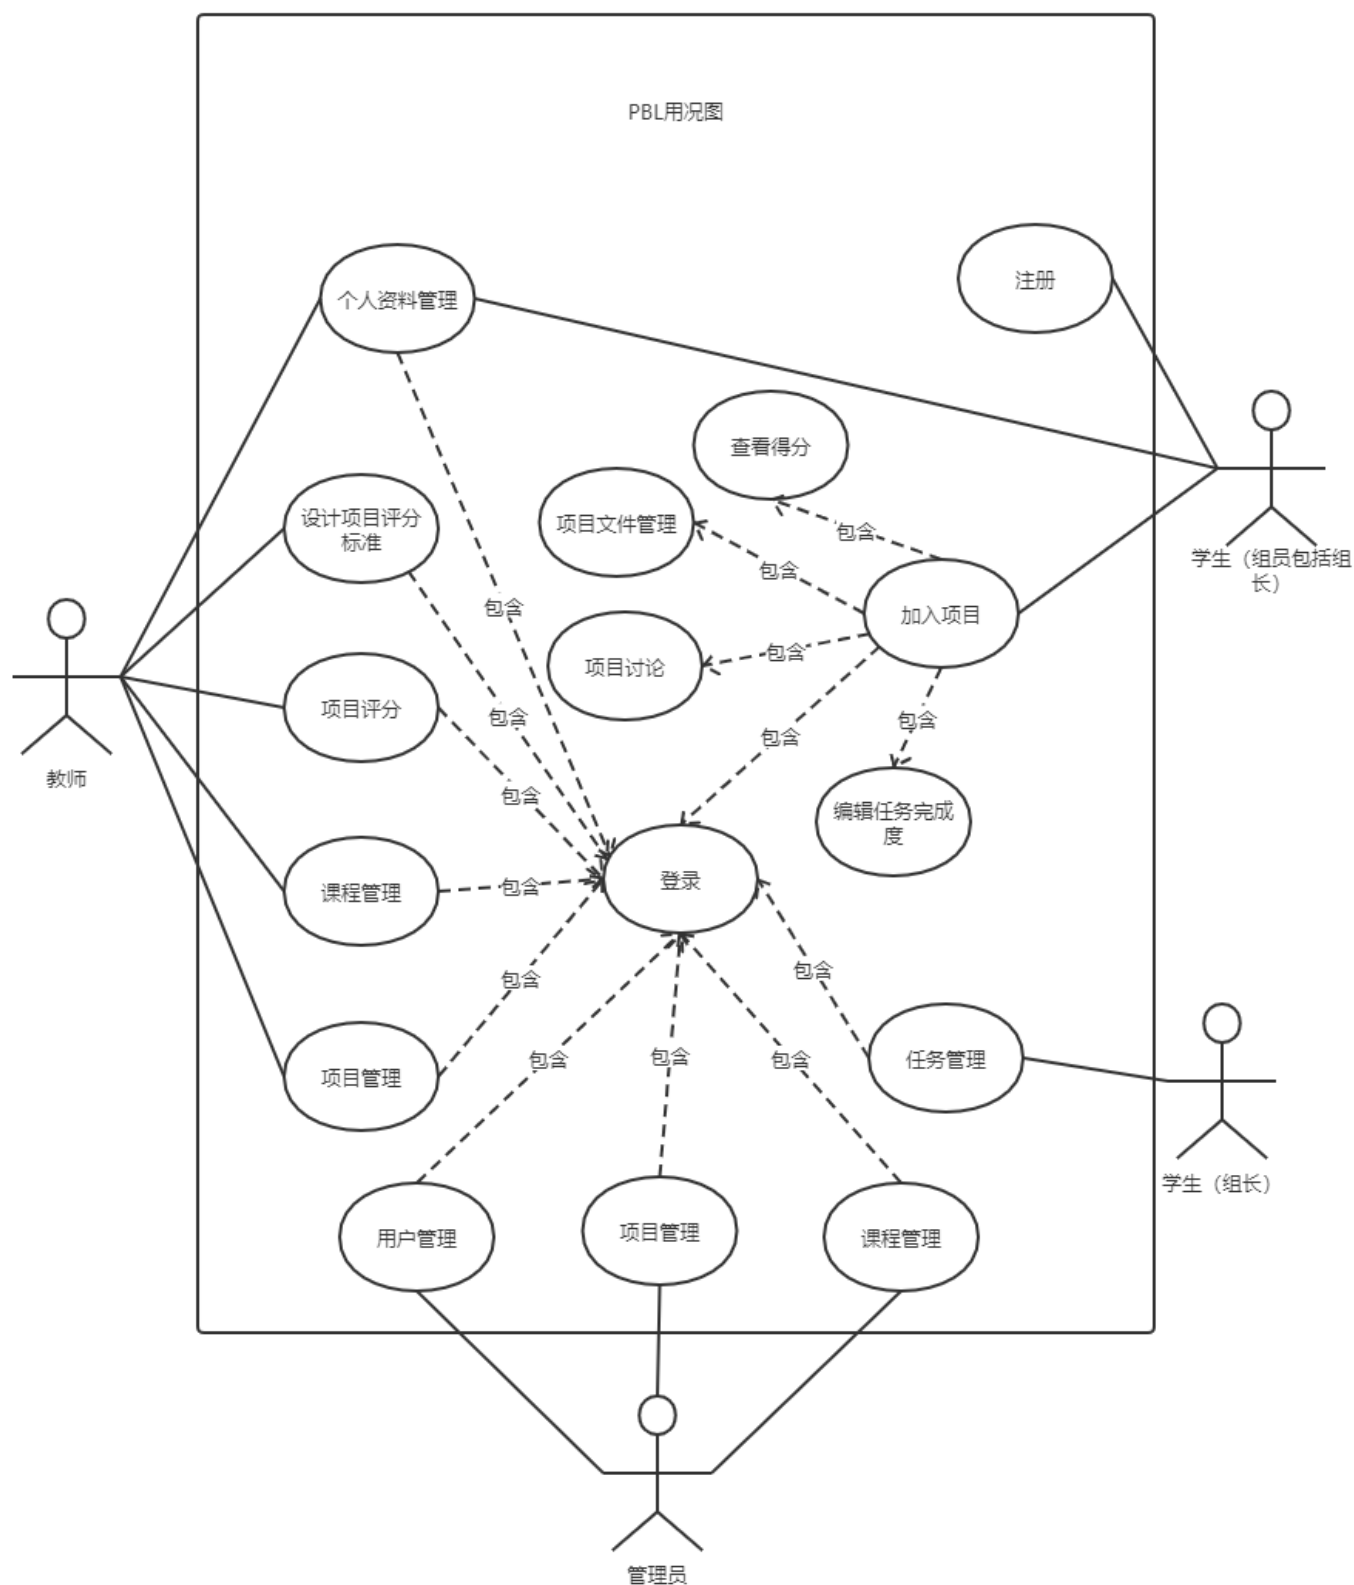 PBL用况图
注册
个人资料管理
查看得分
设计项目评分
标准
项目文件管理
包含
学生（组员包括组
长）
包含
包含
加入项目
项目讨论
包含
项目评分
包含
包含
包含
教师
包含
编辑任务完成
度
登录
课程管理
包含
包含
包含
包含
包含
包含
任务管理
项目管理
学生（组长）
用户管理
项目管理
课程管理
管理员